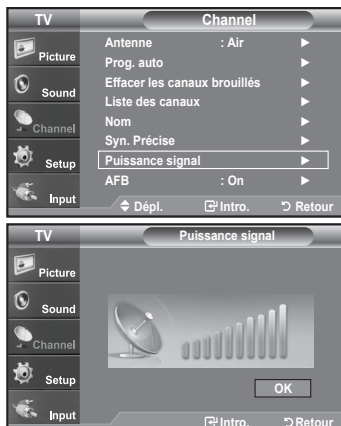 TV
Channel
Picture
Sound
Channel
Setup
Input
Antenne : Air
Prog. auto
Effacer les canaux brouillés
Liste des canaux
Nom
Syn. Précise
Puissance signal
AFB : On
Dépl. Intro. Retour
TV
Puissance signal
Picture
Sound
Channel
Setup
Input
OK
Intro. Retour